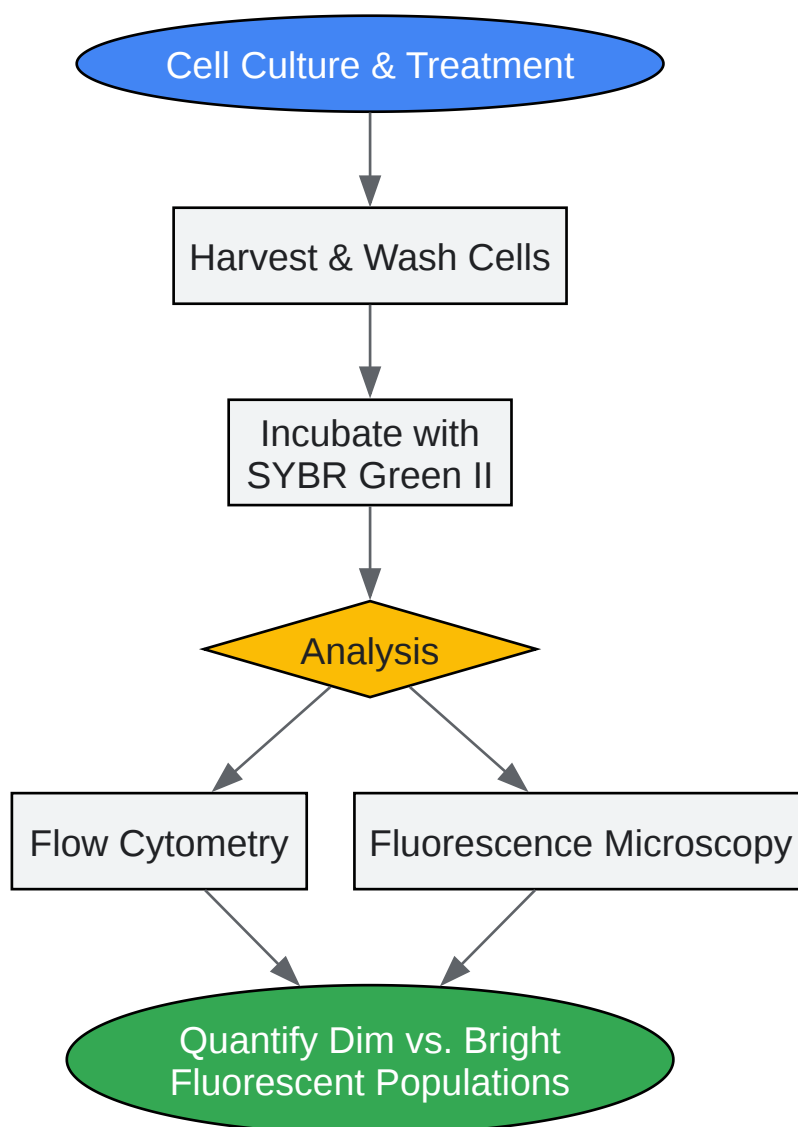 Cell Culture & Treatment
Harvest & Wash Cells
Incubate with
SYBR Green II
Analysis
Flow Cytometry
Fluorescence Microscopy
Quantify Dim vs. Bright
Fluorescent Populations